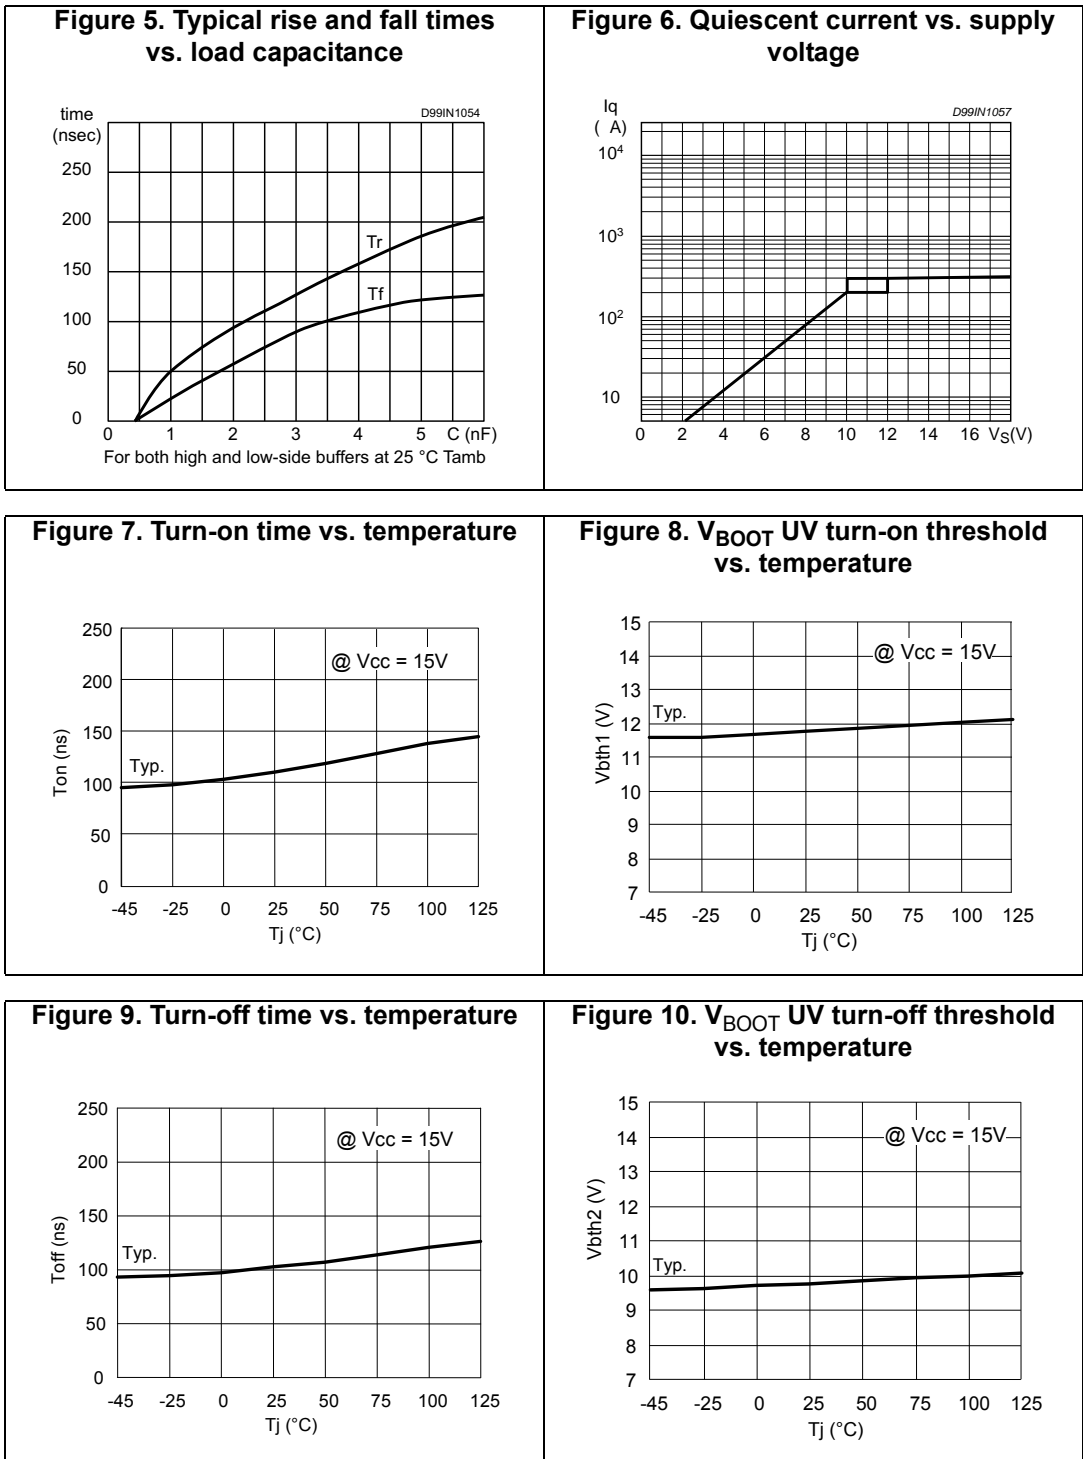 Figure 5. Typical rise and fall times
vs. load capacitance
time
(nsec)
D99IN1054
250
200
150
100
50
0
Tr
Tf
0 1 2 3 4 5 C (nF)
For both high and low-side buffers at 25 °C Tamb
Figure 6. Quiescent current vs. supply
voltage
Iq
( A)
D99IN1057
10⁴
10³
10²
10
0 2 4 6 8 10 12 14 16 VS(V)
Figure 7. Turn-on time vs. temperature
250
200
150
100
50
0
Ton (ns)
@ Vcc = 15V
Typ.
-45 -25 0 25 50 75 100 125
Tj (°C)
Figure 8. VBOOT UV turn-on threshold
vs. temperature
15
14
13
12
11
10
9
8
7
Vbth1 (V)
@ Vcc = 15V
Typ.
-45 -25 0 25 50 75 100 125
Tj (°C)
Figure 9. Turn-off time vs. temperature
250
200
150
100
50
0
Toff (ns)
@ Vcc = 15V
Typ.
-45 -25 0 25 50 75 100 125
Tj (°C)
Figure 10. VBOOT UV turn-off threshold
vs. temperature
15
14
13
12
11
10
9
8
7
Vbth2 (V)
@ Vcc = 15V
Typ.
-45 -25 0 25 50 75 100 125
Tj (°C)